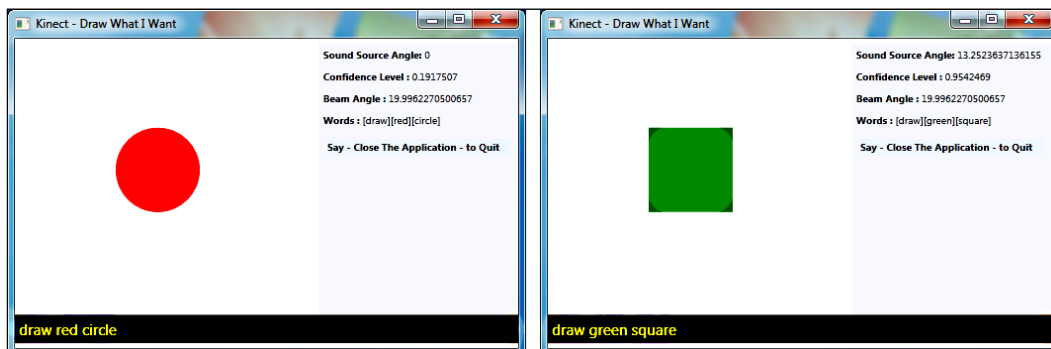 Kinect - Draw What I Want
Sound Source Angle: 0
Confidence Level : 0.1917507
Beam Angle : 19.9962270500657
Words : [draw][red][circle]
Say - Close The Application - to Quit
draw red circle
Kinect - Draw What I Want
Sound Source Angle: 13.2523637136155
Confidence Level : 0.9542469
Beam Angle : 19.9962270500657
Words : [draw][green][square]
Say - Close The Application - to Quit
draw green square